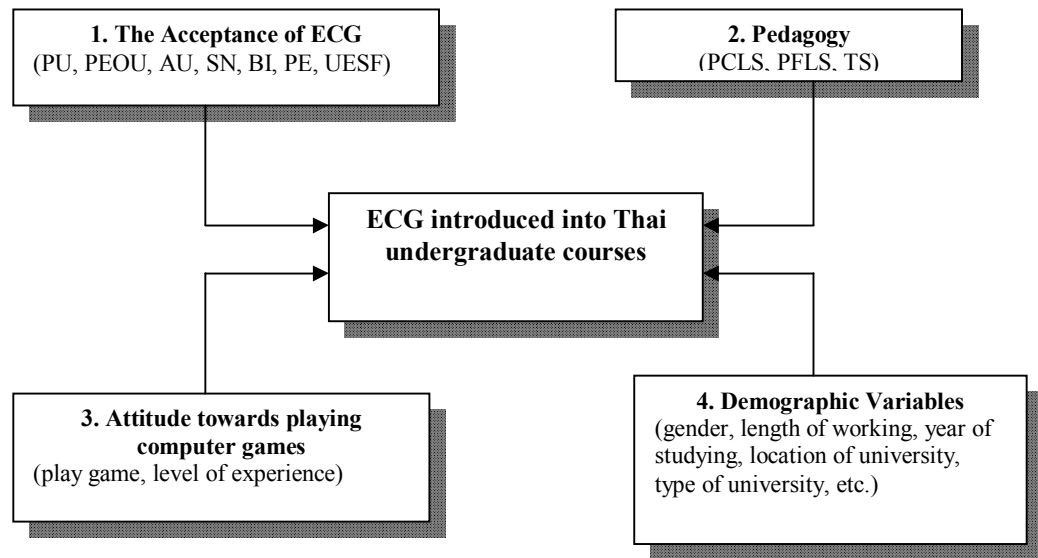 1. The Acceptance of ECG
(PU, PEOU, AU, SN, BI, PE, UESF)
2. Pedagogy
(PCLS, PFLS, TS)
ECG introduced into Thai
undergraduate courses
3. Attitude towards playing
computer games
(play game, level of experience)
4. Demographic Variables
(gender, length of working, year of
studying, location of university,
type of university, etc.)